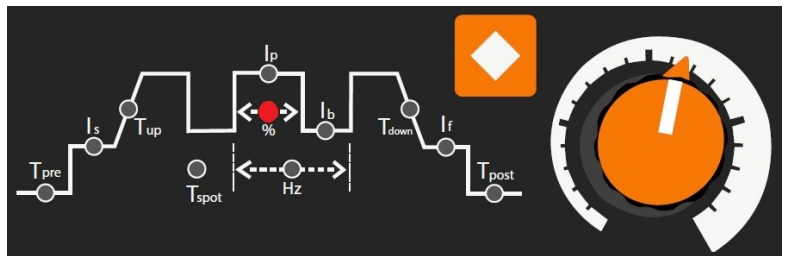 Tpre
Is
Tup
Tspot
Ip
%
Hz
Ib
Tdown
If
Tpost